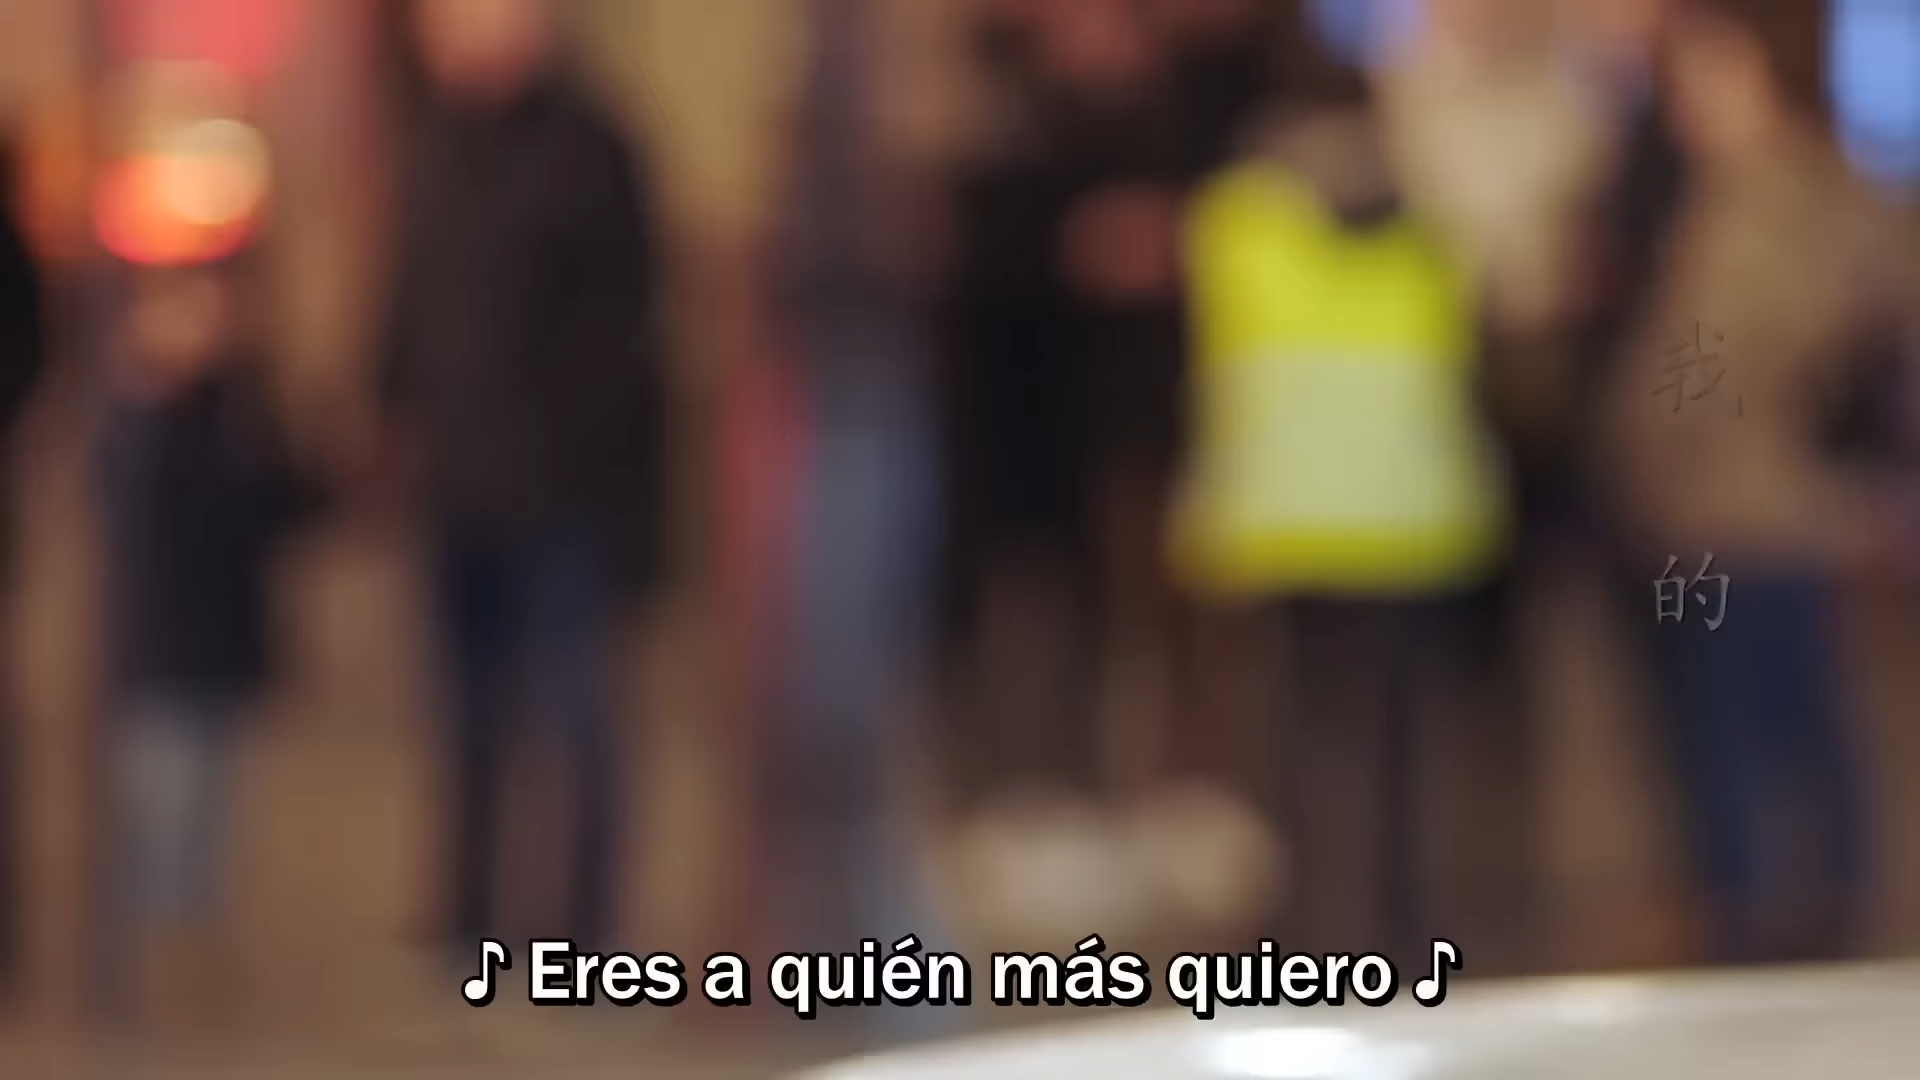 我
的
♪ Eres a quién más quiero ♪